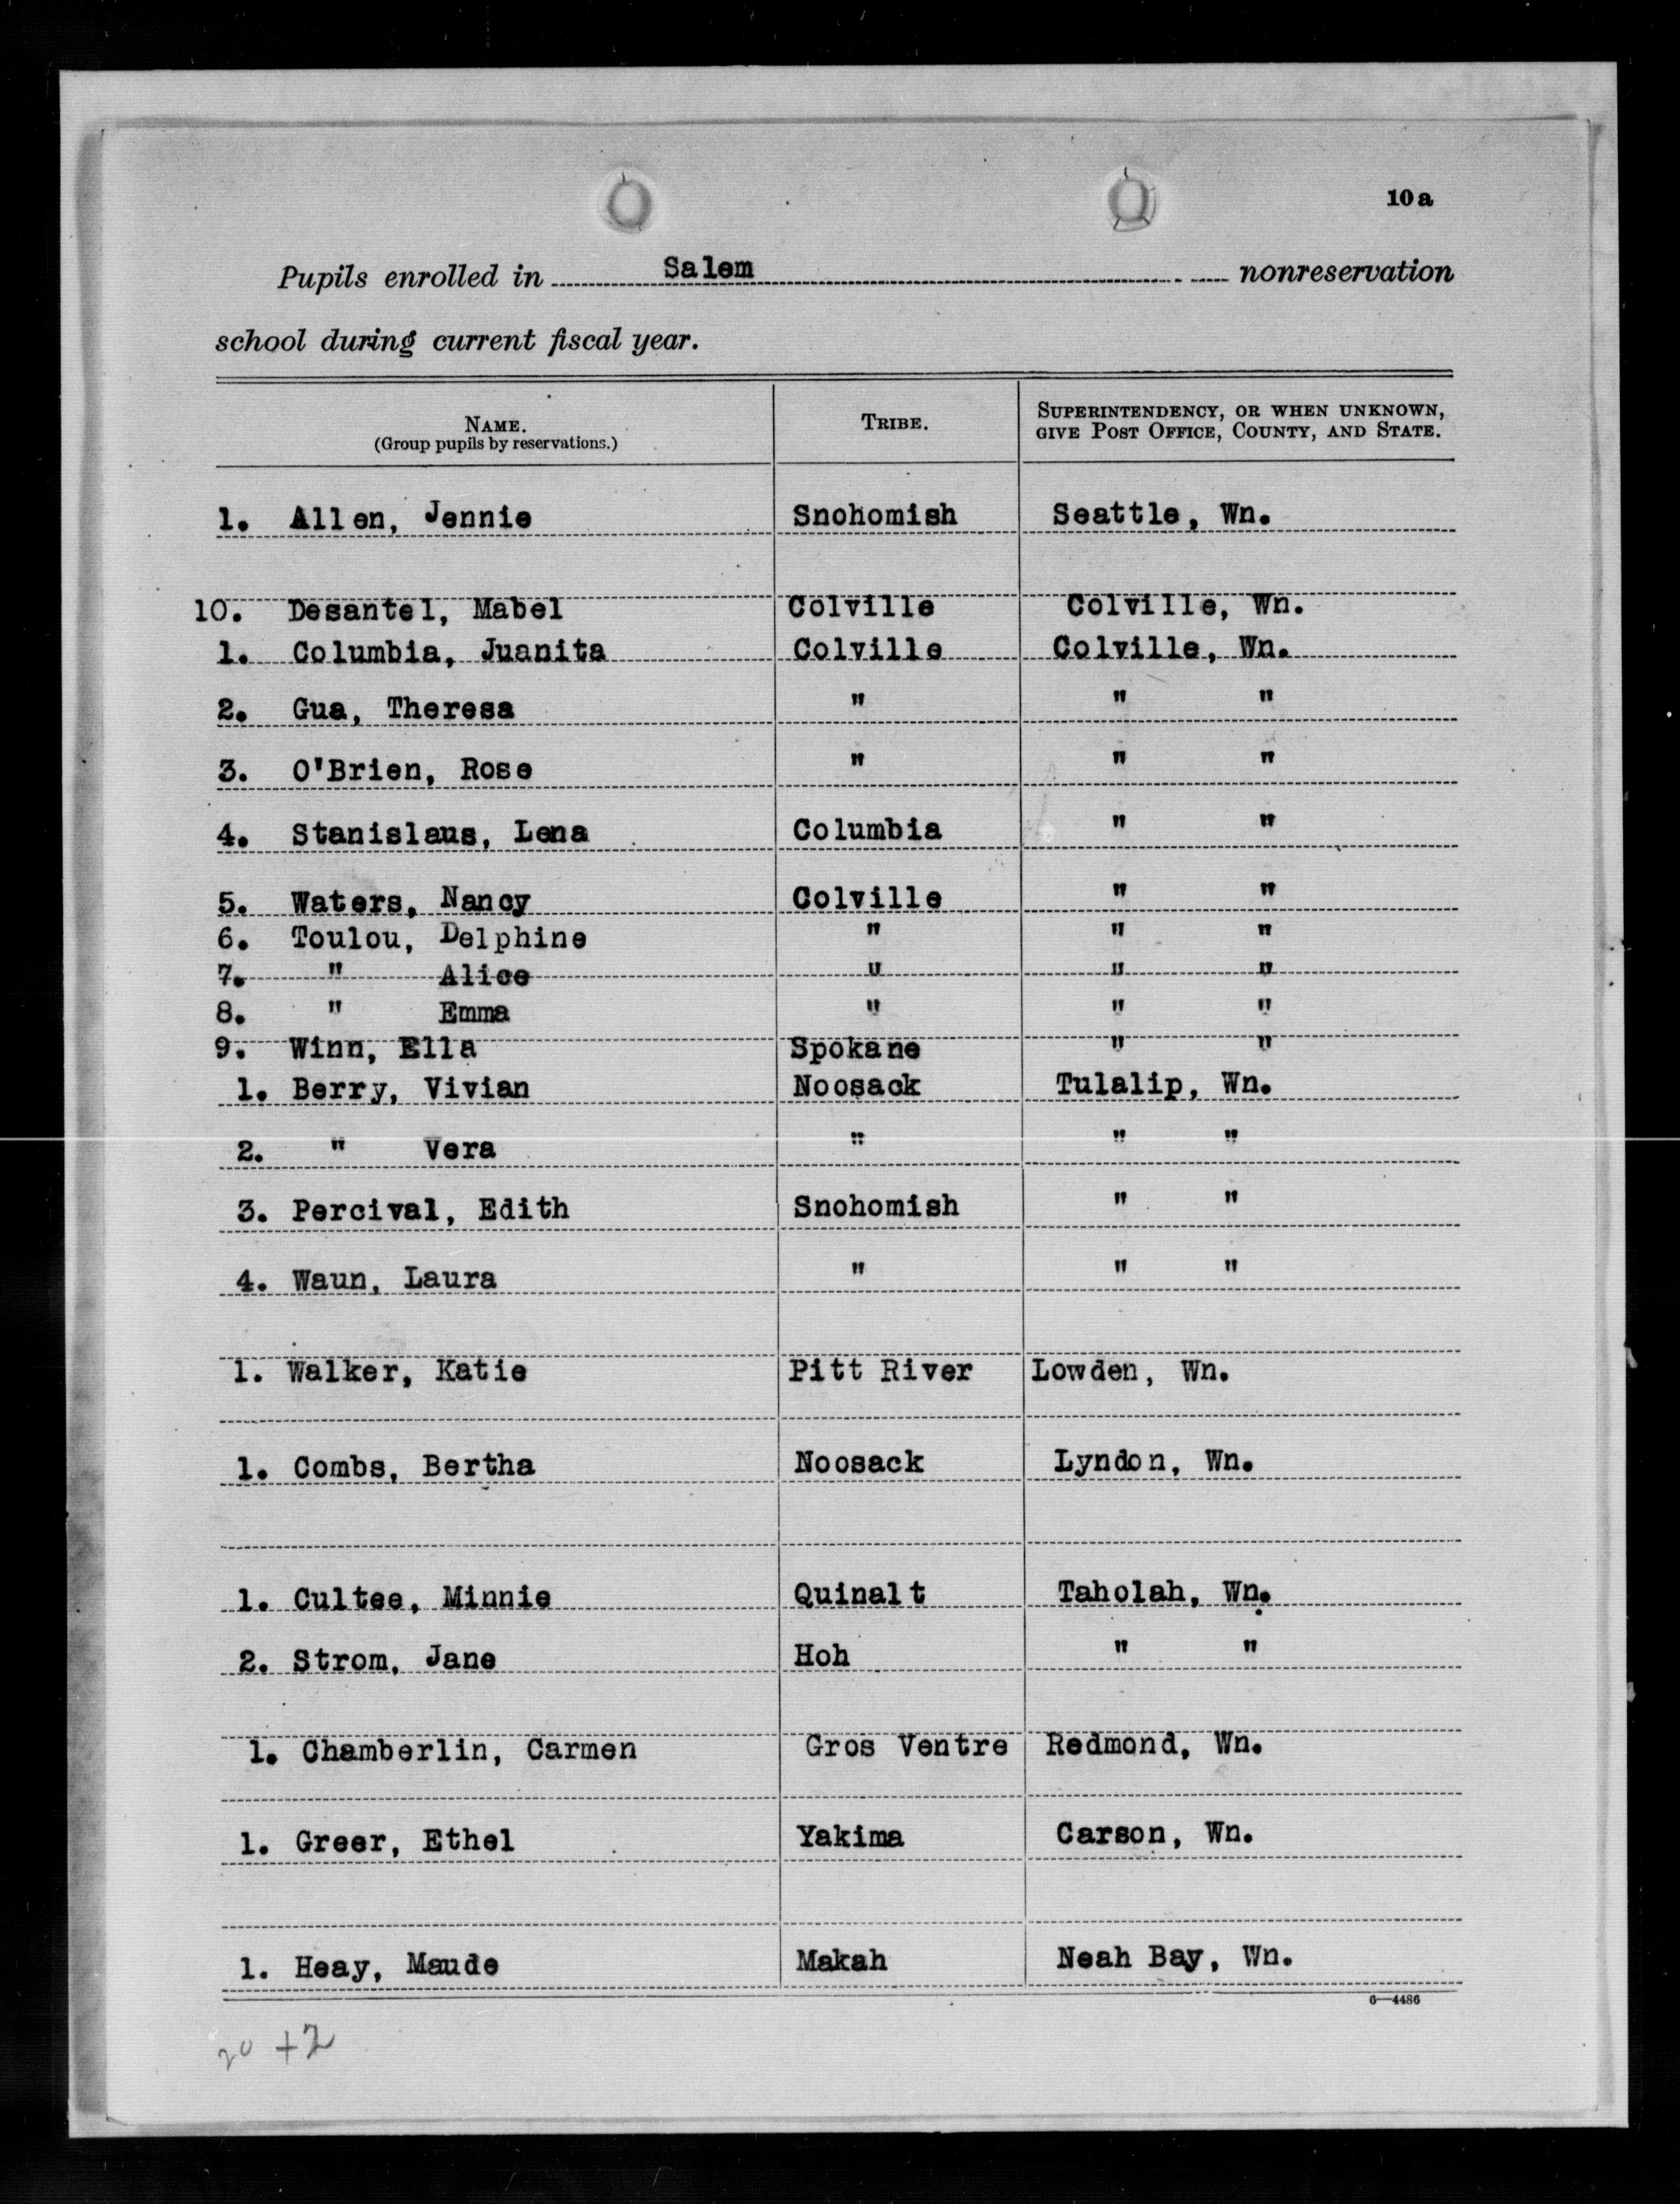 10a
Pupils enrolled in Salem nonreservation
school during current fiscal year.
NAME. TRIBE. SUPERINTENDENCY, OR WHEN UNKNOWN,
(Group pupils by reservations.) GIVE POST OFFICE, COUNTY, AND STATE.
1. Allen, Jennie Snohomish Seattle, Wn.
10. Desantel, Mabel Colville Colville, Wn.
1. Columbia, Juanita Colville Colville, Wn.
2. Gua, Theresa " " "
3. O'Brien, Rose " " "
4. Stanislaus, Lena Columbia " "
5. Waters, Nancy Colville " "
6. Toulou, Delphine " " "
7. " Alice " " "
8. " Emma " " "
9. Winn, Ella Spokane " "
1. Berry, Vivian Noosack Tulalip, Wn.
2. " Vera " " "
3. Percival, Edith Snohomish " "
4. Waun, Laura " " "
1. Walker, Katie Pitt River Lowden, Wn.
1. Combs, Bertha Noosack Lyndon, Wn.
1. Cultee, Minnie Quinalt Taholah, Wn.
2. Strom, Jane Hoh " "
1. Chamberlin, Carmen Gros Ventre Redmond, Wn.
1. Greer, Ethel Yakima Carson, Wn.
1. Heay, Maude Makah Neah Bay, Wn.
6—4486
20 +2